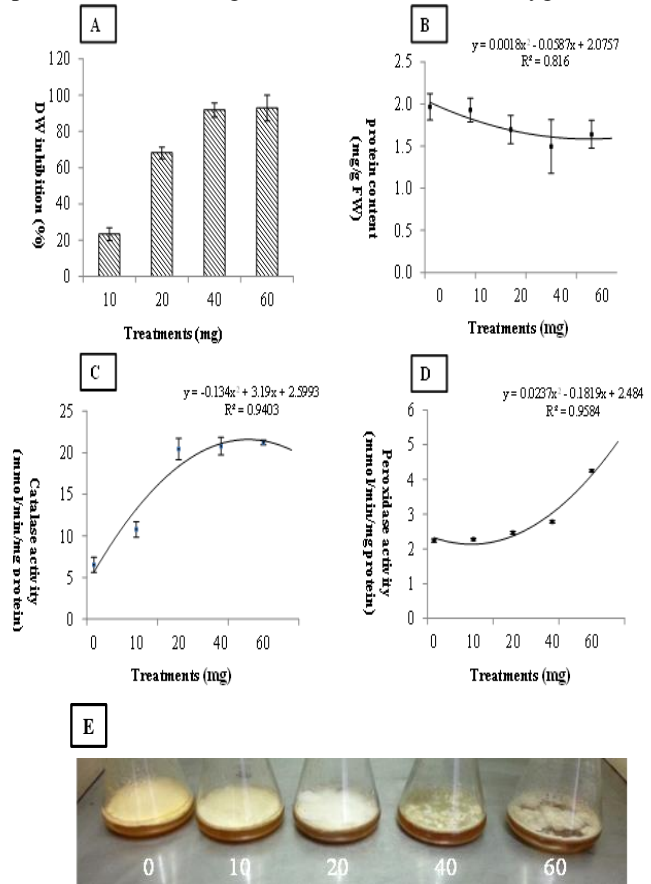 A
120
100
80
60
40
20
0
DW inhibition (%)
10 20 40 60
Treatments (mg)
B
y = 0.0018x² - 0.0587x + 2.0757
R² = 0.816
2.5
2.0
1.5
1.0
0.5
0.0
protein content
(mg/g FW)
0 10 20 40 60
Treatments (mg)
C
y = -0.134x² + 3.19x + 2.5993
R² = 0.9403
25
20
15
10
5
0
Catalase activity
(mmol/min/mg protein)
0 10 20 40 60
Treatments (mg)
D
y = 0.0237x² - 0.1819x + 2.484
R² = 0.9584
6
5
4
3
2
1
0
Peroxidase activity
(mmol/min/mg protein)
0 10 20 40 60
Treatments (mg)
E
0 10 20 40 60